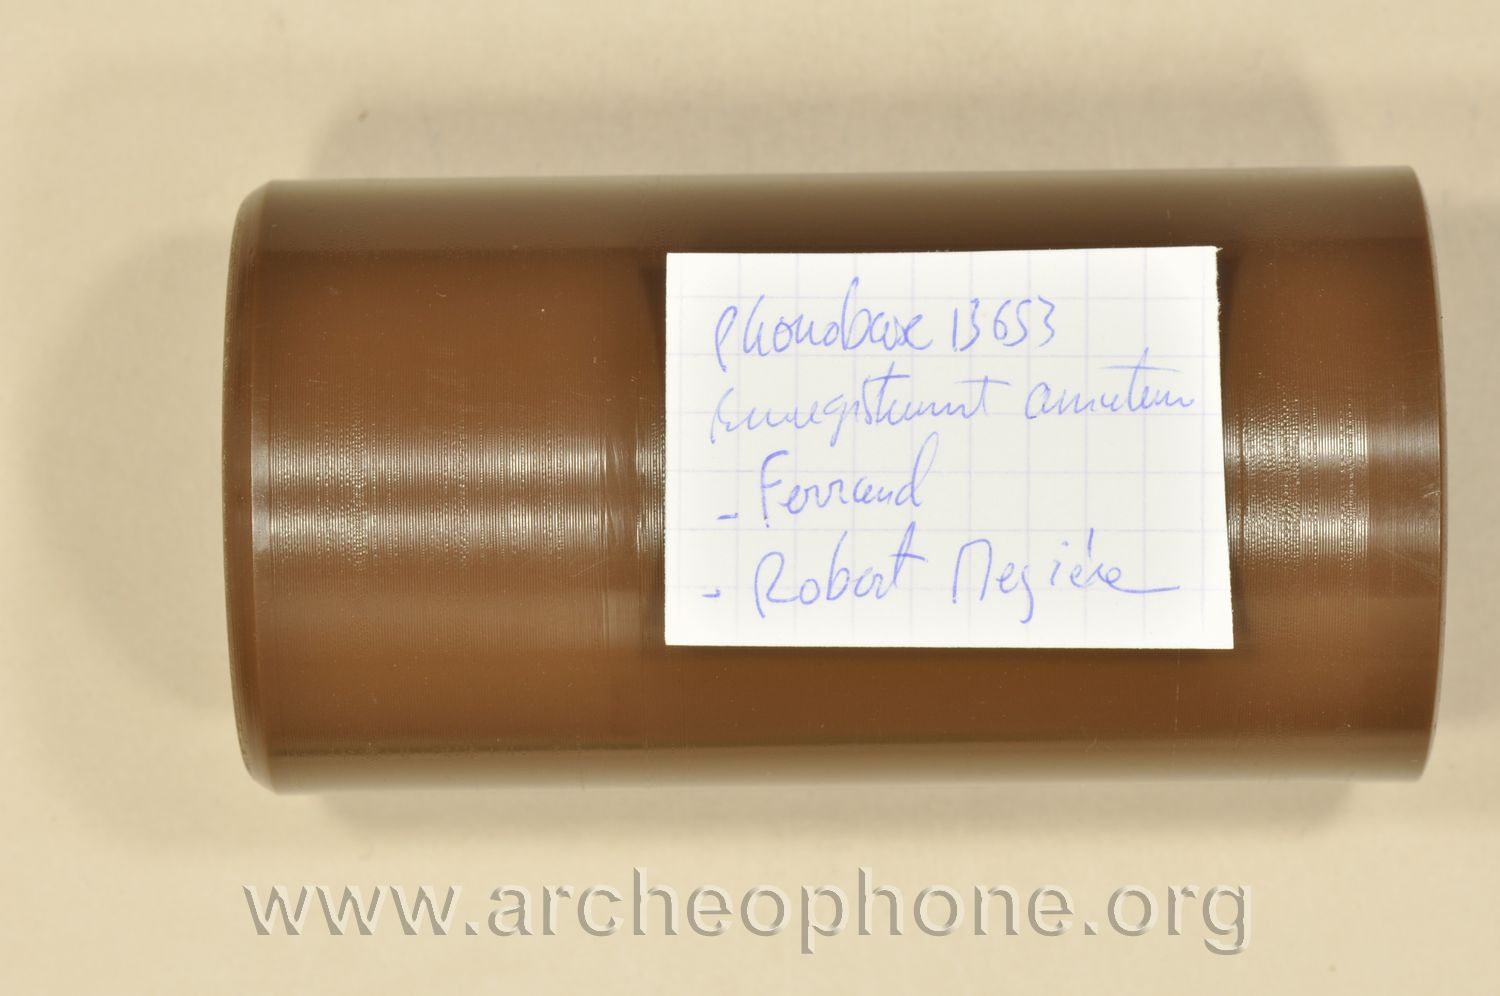 Phonobase 13653
Enregistrement amateur
- Ferrand
- Robert Megière
www.archeophone.org